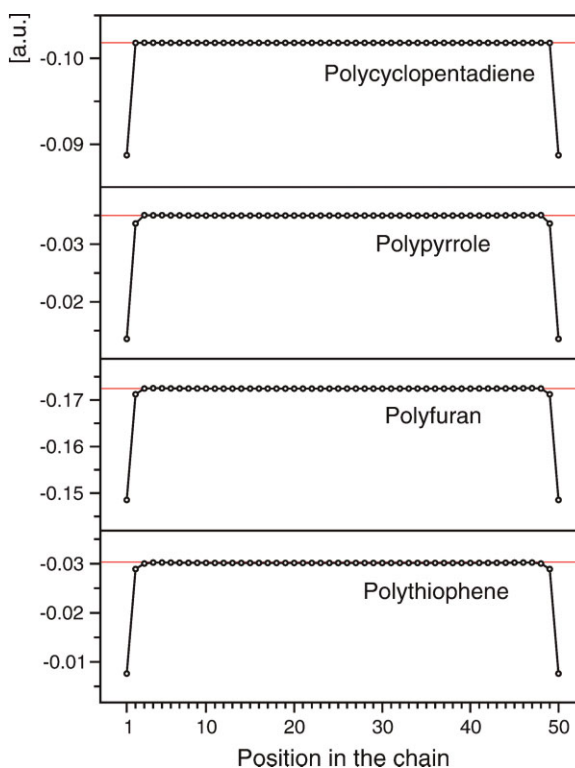 [a.u.]
-0.10
Polycyclopentadiene
-0.09
-0.03
Polypyrrole
-0.02
-0.17
Polyfuran
-0.16
-0.15
-0.03
Polythiophene
-0.02
-0.01
1 10 20 30 40 50
Position in the chain